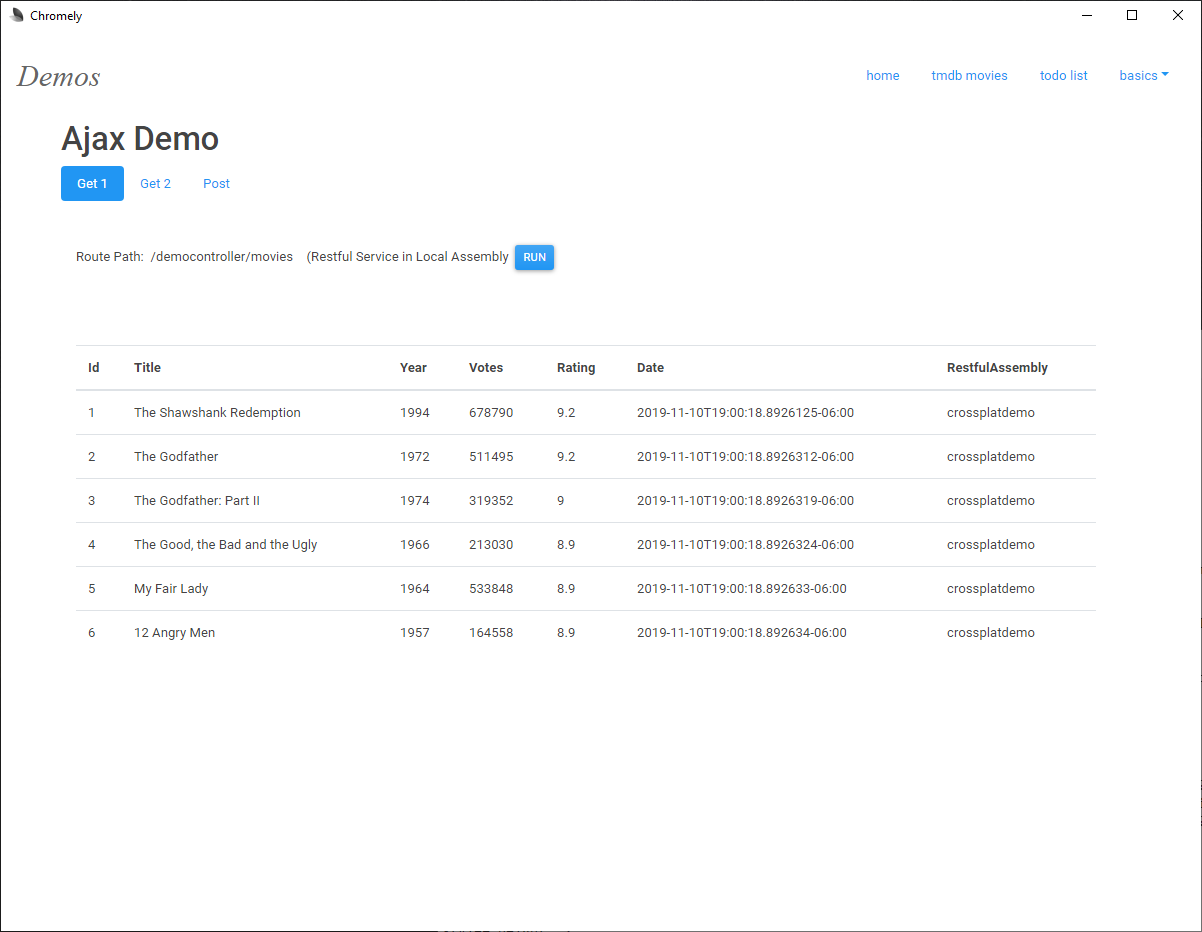 Chromely
Demos home tmdb movies todo list basics
Ajax Demo
Get 1 Get 2 Post
Route Path: /democontroller/movies (Restful Service in Local Assembly RUN
Id Title Year Votes Rating Date RestfulAssembly
1 The Shawshank Redemption 1994 678790 9.2 2019-11-10T19:00:18.8926125-06:00 crossplatdemo
2 The Godfather 1972 511495 9.2 2019-11-10T19:00:18.8926312-06:00 crossplatdemo
3 The Godfather: Part II 1974 319352 9 2019-11-10T19:00:18.8926319-06:00 crossplatdemo
4 The Good, the Bad and the Ugly 1966 213030 8.9 2019-11-10T19:00:18.8926324-06:00 crossplatdemo
5 My Fair Lady 1964 533848 8.9 2019-11-10T19:00:18.892633-06:00 crossplatdemo
6 12 Angry Men 1957 164558 8.9 2019-11-10T19:00:18.892634-06:00 crossplatdemo